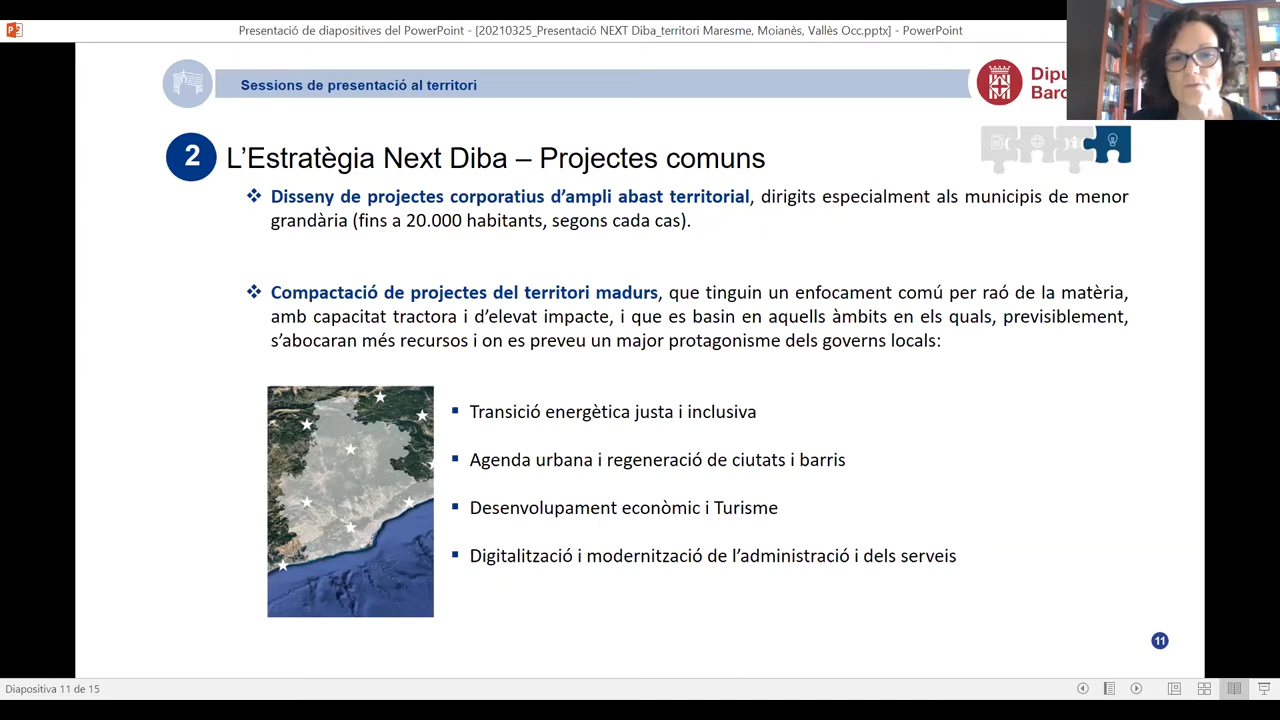 Presentació de diapositives del PowerPoint - [20210325_Presentació NEXT Diba_territori Maresme, Moianès, Vallès Occ.pptx] - PowerPoint
Sessions de presentació al territori
2
L’Estratègia Next Diba – Projectes comuns
Disseny de projectes corporatius d’ampli abast territorial, dirigits especialment als municipis de menor
grandària (fins a 20.000 habitants, segons cada cas).
Compactació de projectes del territori madurs, que tinguin un enfocament comú per raó de la matèria,
amb capacitat tractora i d’elevat impacte, i que es basin en aquells àmbits en els quals, previsiblement,
s’abocaran més recursos i on es preveu un major protagonisme dels governs locals:
Transició energètica justa i inclusiva
Agenda urbana i regeneració de ciutats i barris
Desenvolupament econòmic i Turisme
Digitalització i modernització de l’administració i dels serveis
11
Diapositiva 11 de 15